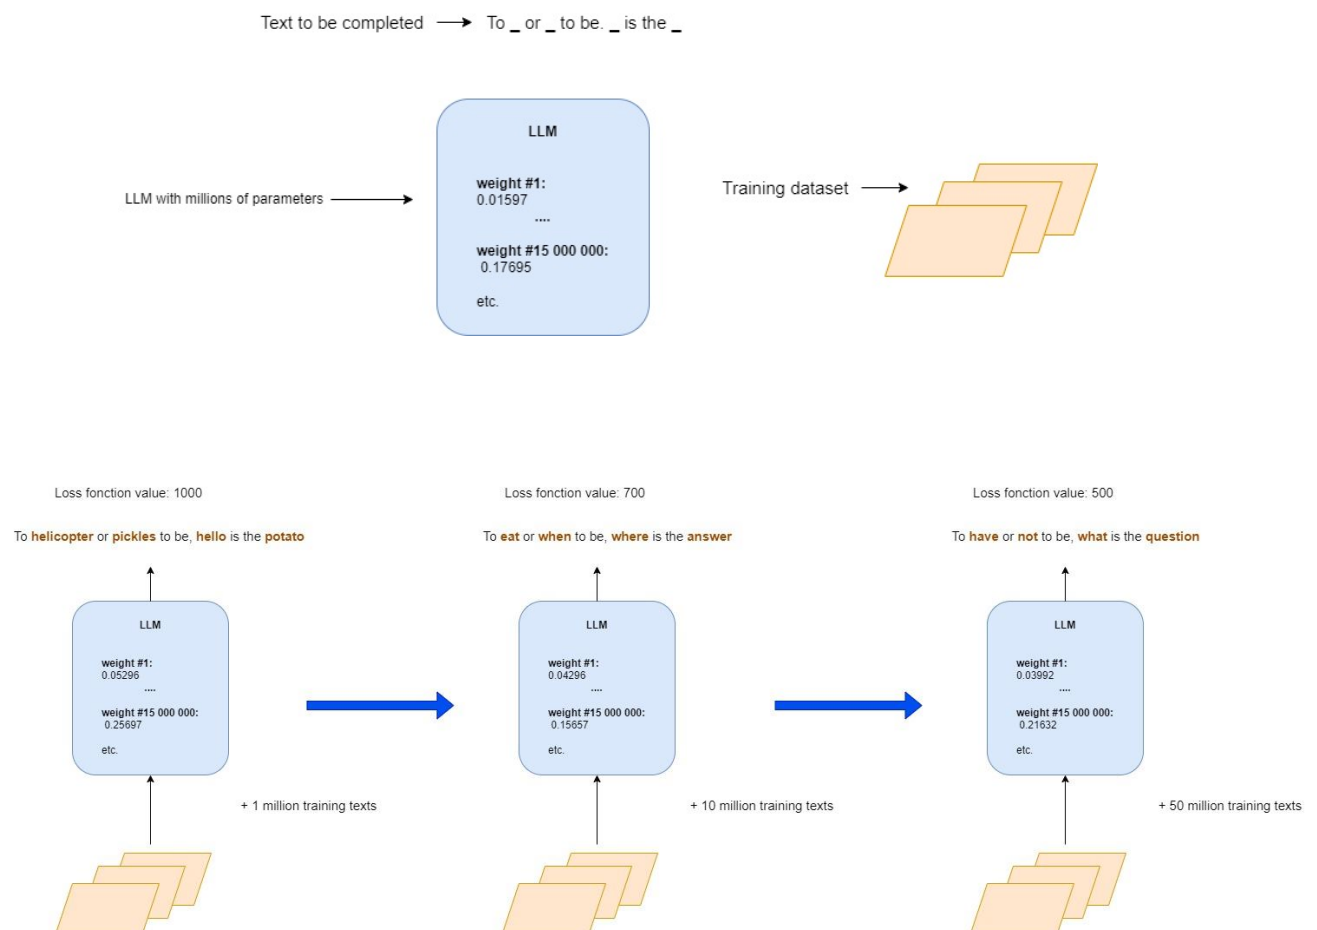 Text to be completed
To _ or _ to be. _ is the _
LLM
weight #1:
0.01597
....
weight #15 000 000:
0.17695
etc.
LLM with millions of parameters
Training dataset
Loss fonction value: 1000
To helicopter or pickles to be, hello is the potato
LLM
weight #1:
0.05296
....
weight #15 000 000:
0.25697
etc.
+ 1 million training texts
Loss fonction value: 700
To eat or when to be, where is the answer
LLM
weight #1:
0.04296
....
weight #15 000 000:
0.15657
etc.
+ 10 million training texts
Loss fonction value: 500
To have or not to be, what is the question
LLM
weight #1:
0.03992
....
weight #15 000 000:
0.21632
etc.
+ 50 million training texts